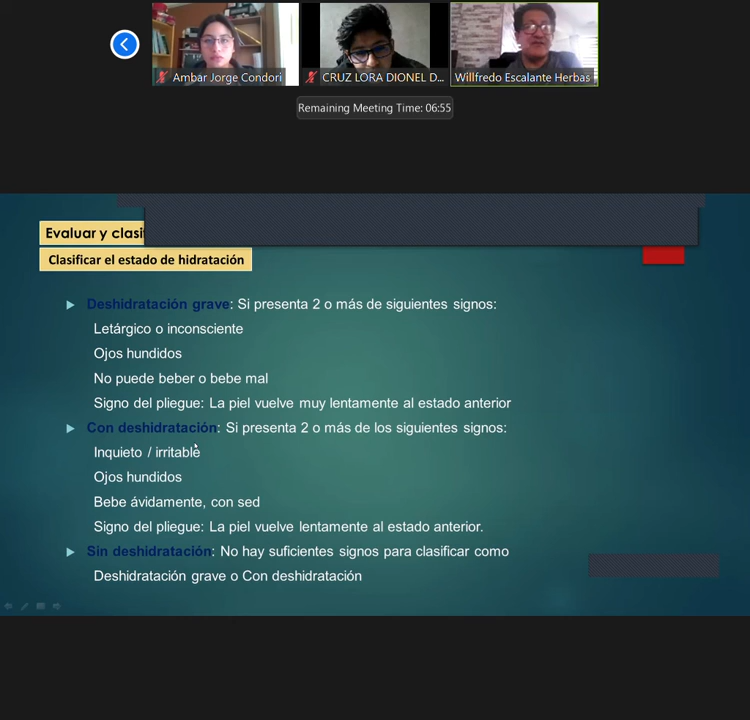 Ambar Jorge Condori
CRUZ LORA DIONEL D...
Willfredo Escalante Herbas
Remaining Meeting Time: 06:55
Evaluar y clasi
Clasificar el estado de hidratación
Deshidratación grave: Si presenta 2 o más de siguientes signos:
Letárgico o inconsciente
Ojos hundidos
No puede beber o bebe mal
Signo del pliegue: La piel vuelve muy lentamente al estado anterior
Con deshidratación: Si presenta 2 o más de los siguientes signos:
Inquieto / irritable
Ojos hundidos
Bebe ávidamente, con sed
Signo del pliegue: La piel vuelve lentamente al estado anterior.
Sin deshidratación: No hay suficientes signos para clasificar como
Deshidratación grave o Con deshidratación